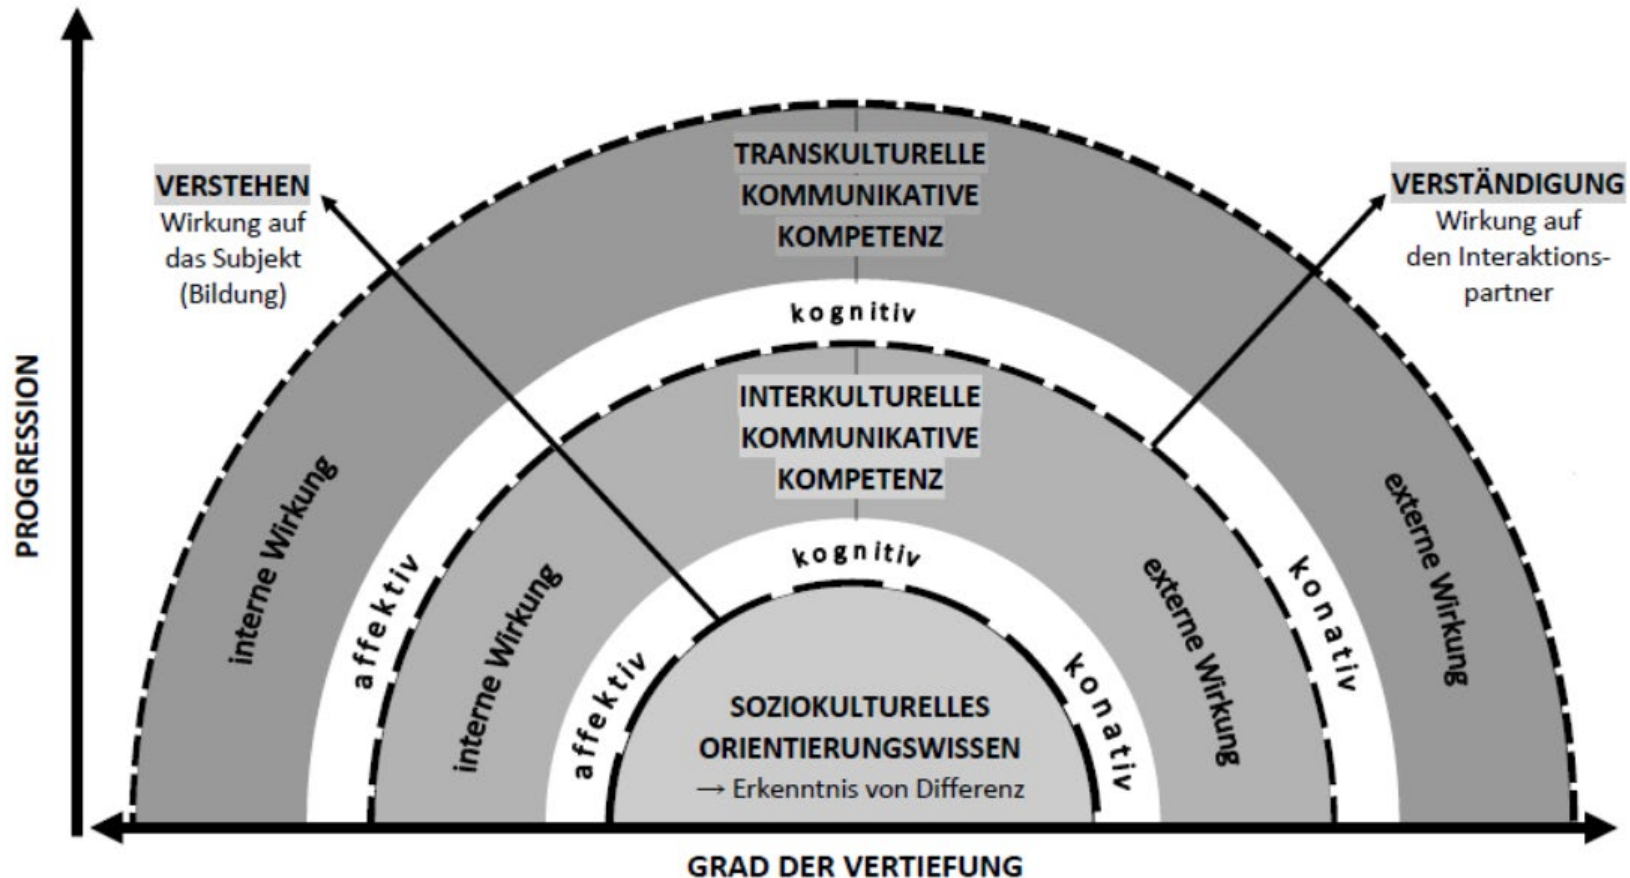 TRANSKULTURELLE
KOMMUNIKATIVE
KOMPETENZ
VERSTEHEN
Wirkung auf
das Subjekt
(Bildung)
VERSTÄNDIGUNG
Wirkung auf
den Interaktions-
partner
kognitiv
PROGRESSION
INTERKULTURELLE
KOMMUNIKATIVE
KOMPETENZ
interne Wirkung
affektiv
konativ
externe Wirkung
kognitiv
interne Wirkung
affektiv
konativ
externe Wirkung
SOZIOKULTURELLES
ORIENTIERUNGSWISSEN
→ Erkenntnis von Differenz
GRAD DER VERTIEFUNG